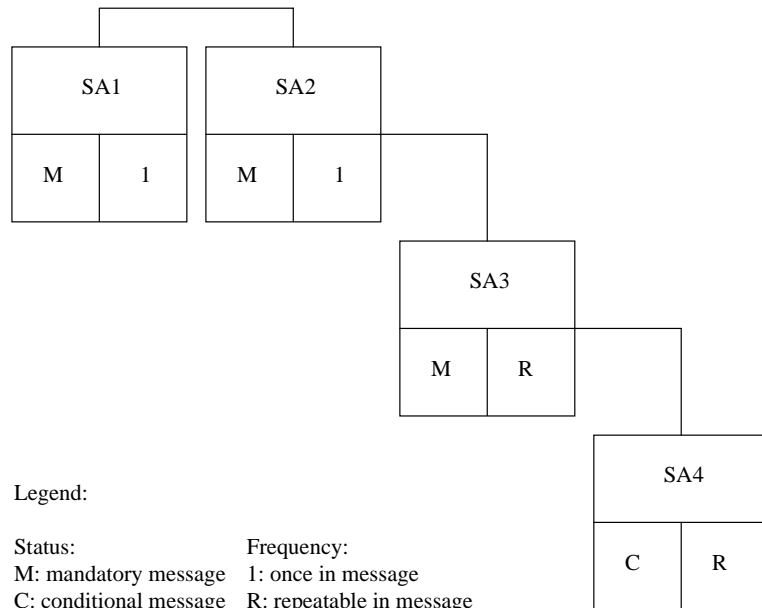 SA1 SA2
M 1 M 1
SA3
M R
SA4
C R
Legend:
Status: Frequency:
M: mandatory message 1: once in message
C: conditional message R: repeatable in message